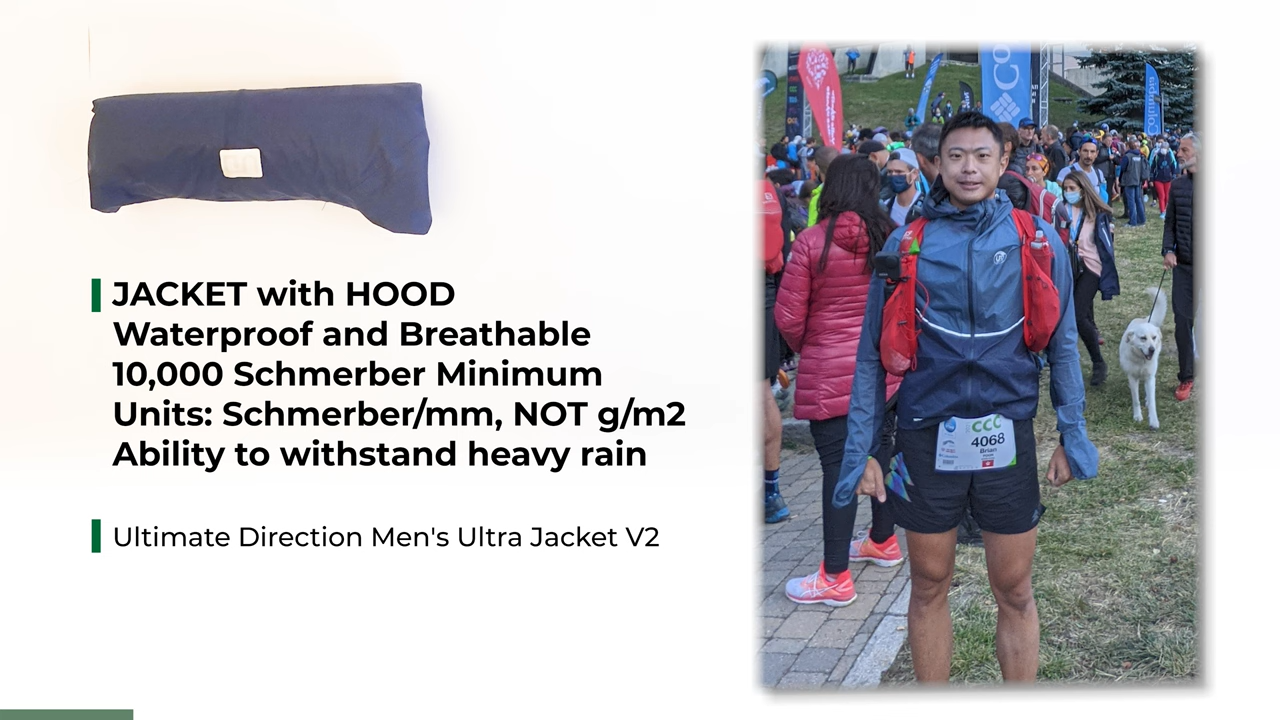 JACKET with HOOD
Waterproof and Breathable
10,000 Schmerber Minimum
Units: Schmerber/mm, NOT g/m2
Ability to withstand heavy rain
Ultimate Direction Men's Ultra Jacket V2
Columbia
CCC
4068
Brian